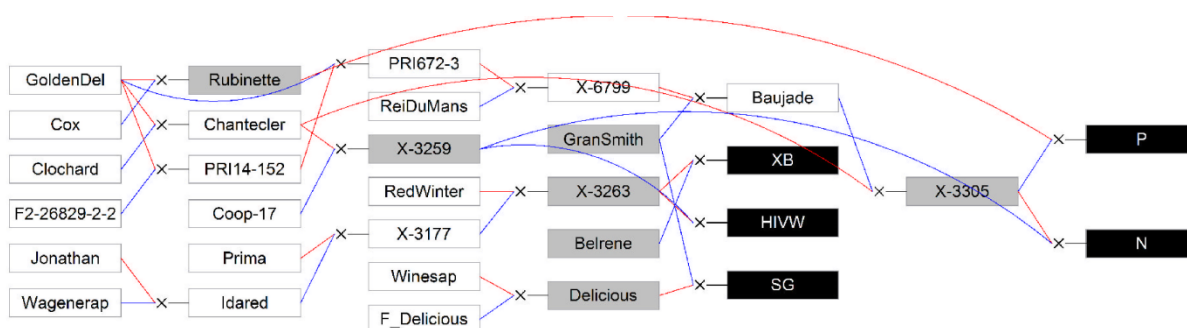 GoldenDel
Cox
Clochard
F2-26829-2-2
Jonathan
Wagenerap
Rubinette
Chantecler
PRI14-152
Coop-17
Prima
Idared
PRI672-3
ReiDuMans
X-3259
RedWinter
X-3177
Winesap
F_Delicious
X-6799
GranSmith
X-3263
Belrene
Delicious
Baujade
XB
HIVW
SG
X-3305
P
N